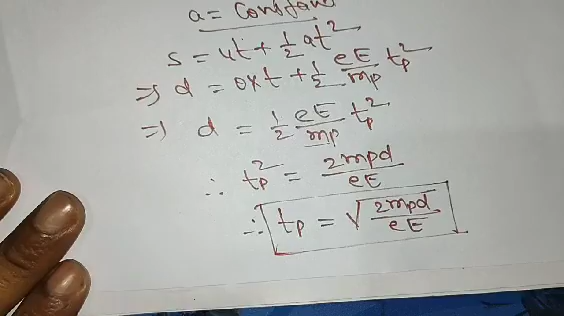 a = Constant
s = ut + 1/2 at²
⇒ d = 0xt + 1/2 eE/mp tp²
⇒ d = 1/2 eE/mp tp²
∴ tp² = 2mpd/eE
∴ tp = √(2mpd/eE)